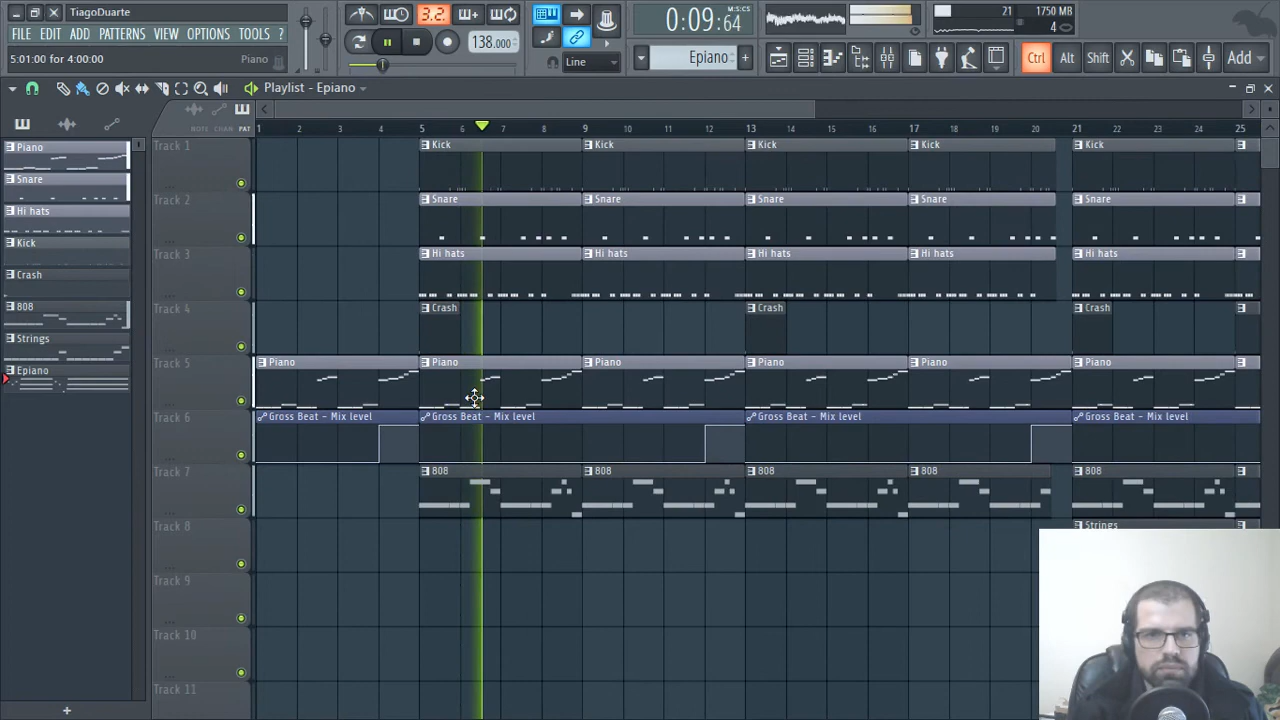 TiagoDuarte
FILE EDIT ADD PATTERNS VIEW OPTIONS TOOLS ?
5:01:00 for 4:00:00 Piano
3.2.
138.000
Line
0:09:64
M:S:CS
Epiano
21 1750 MB
4
Ctrl Alt Shift Add
Playlist - Epiano
NOTE CHAN PAT
1 2 3 4 5 6 7 8 9 10 11 12 13 14 15 16 17 18 19 20 21 22 23 24 25
Piano
Snare
Hi hats
Kick
Crash
808
Strings
Epiano
Track 1 Kick Kick Kick Kick Kick
Track 2 Snare Snare Snare Snare Snare
Track 3 Hi hats Hi hats Hi hats Hi hats Hi hats
Track 4 Crash Crash Crash
Track 5 Piano Piano Piano Piano Piano Piano
Track 6 Gross Beat - Mix level Gross Beat - Mix level Gross Beat - Mix level Gross Beat - Mix level
Track 7 808 808 808 808 808
Track 8 Strings
Track 9
Track 10
Track 11